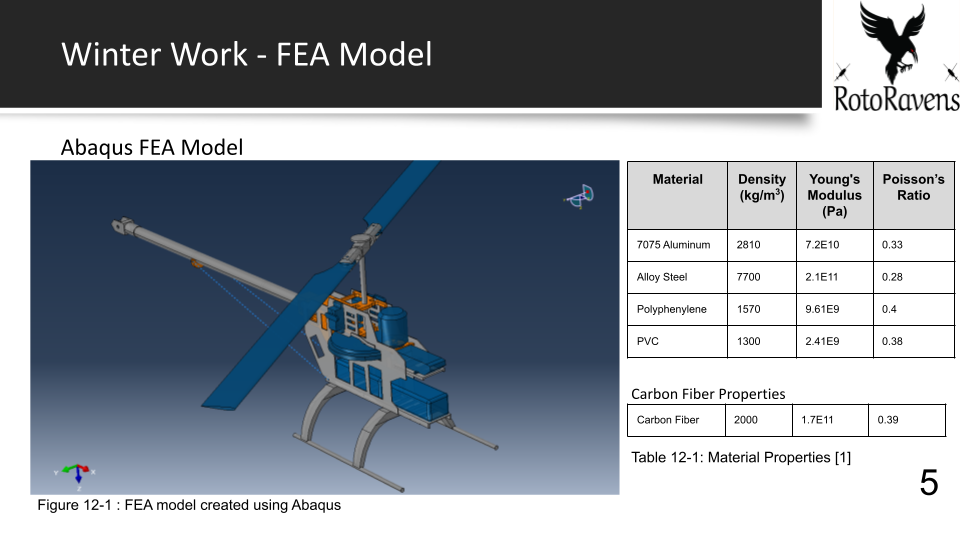 Winter Work - FEA Model
RotoRavens
Abaqus FEA Model
Material Density (kg/m³) Young's Modulus (Pa) Poisson’s Ratio
7075 Aluminum 2810 7.2E10 0.33
Alloy Steel 7700 2.1E11 0.28
Polyphenylene 1570 9.61E9 0.4
PVC 1300 2.41E9 0.38
Carbon Fiber Properties
Carbon Fiber 2000 1.7E11 0.39
Table 12-1: Material Properties [1]
Y X
Z
Figure 12-1 : FEA model created using Abaqus
5